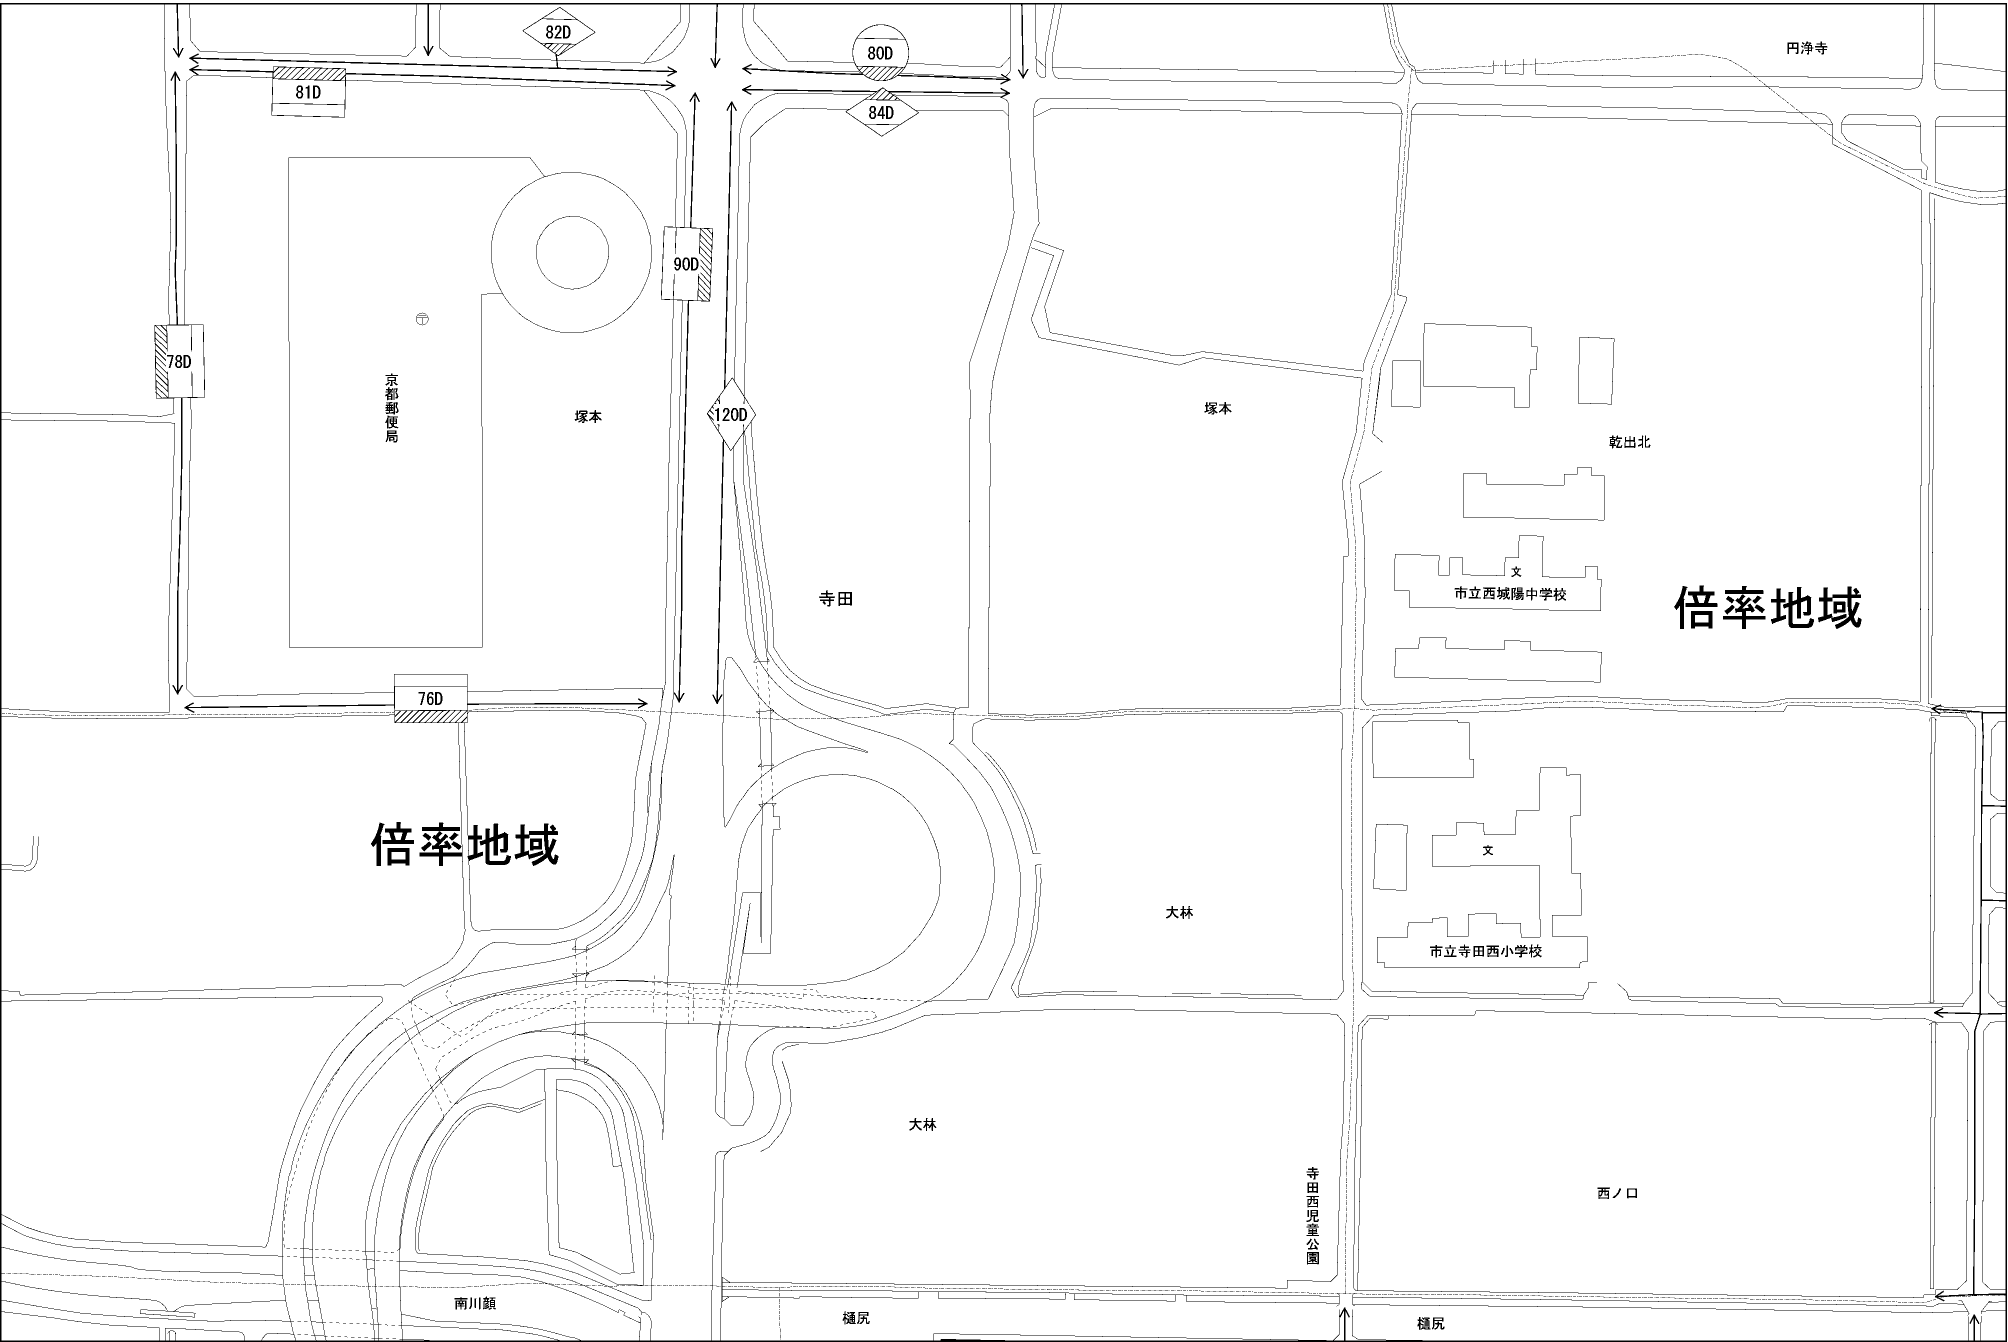 82D
80D
円浄寺
81D
84D
90D
78D
京都郵便局
塚本
120D
塚本
乾出北
文
市立西城陽中学校
寺田
倍率地域
76D
倍率地域
文
大林
市立寺田西小学校
大林
寺田西児童公園
西ノ口
南川顔
樋尻
樋尻